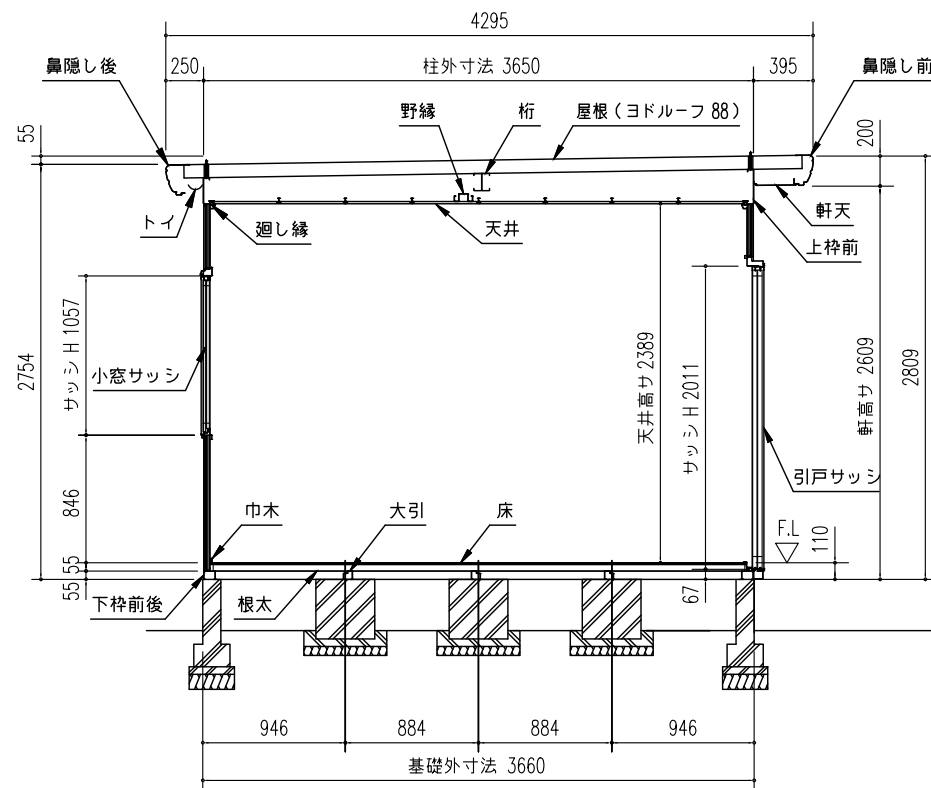 4295
250
柱外寸法 3650
395
鼻隠し後
鼻隠し前
野縁
桁
屋根(ヨドルーフ 88)
55
200
トイ
廻し縁
天井
軒天
上枠前
2754
サッシ H 1057
小窓サッシ
天井高サ 2389
サッシ H 2011
軒高サ 2609
2809
引戸サッシ
846
巾木
大引
床
F.L
110
55
55
下枠前後
根太
67
946
884
884
946
基礎外寸法 3660